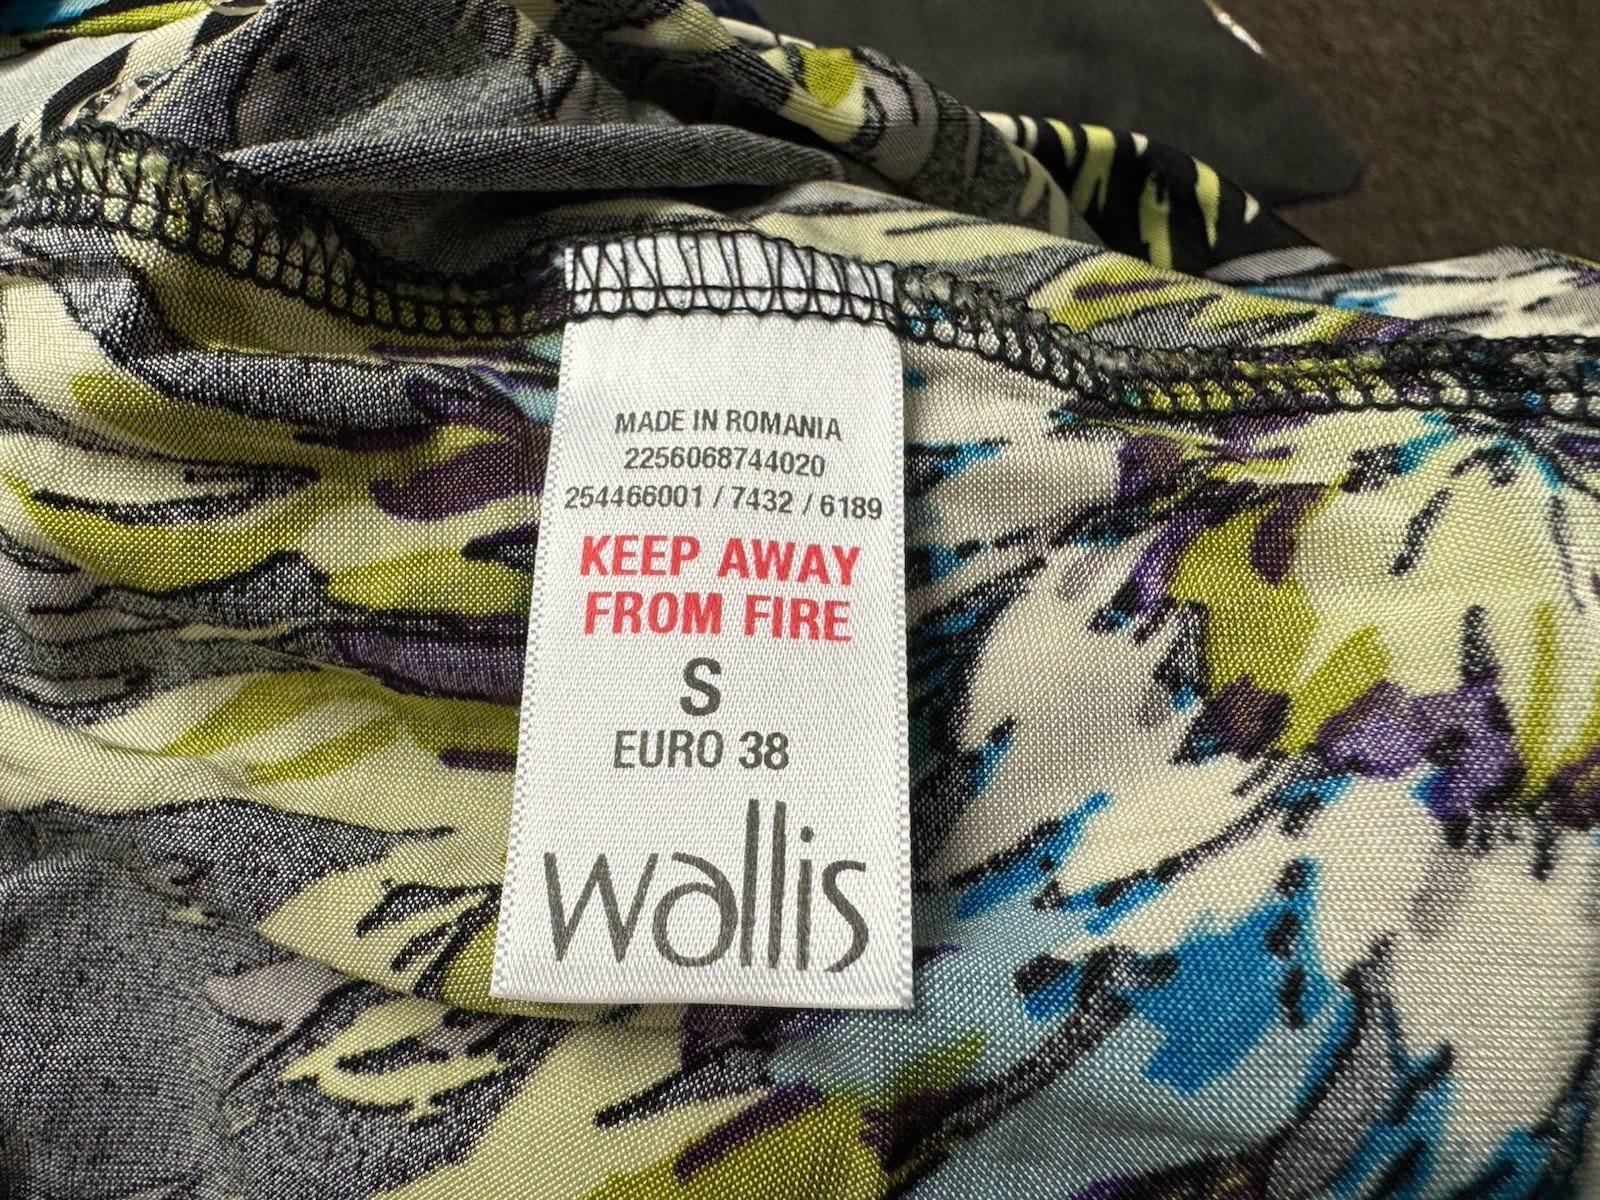 MADE IN ROMANIA
2256068744020
254466001 / 7432 / 6189
KEEP AWAY
FROM FIRE
S
EURO 38
wallis